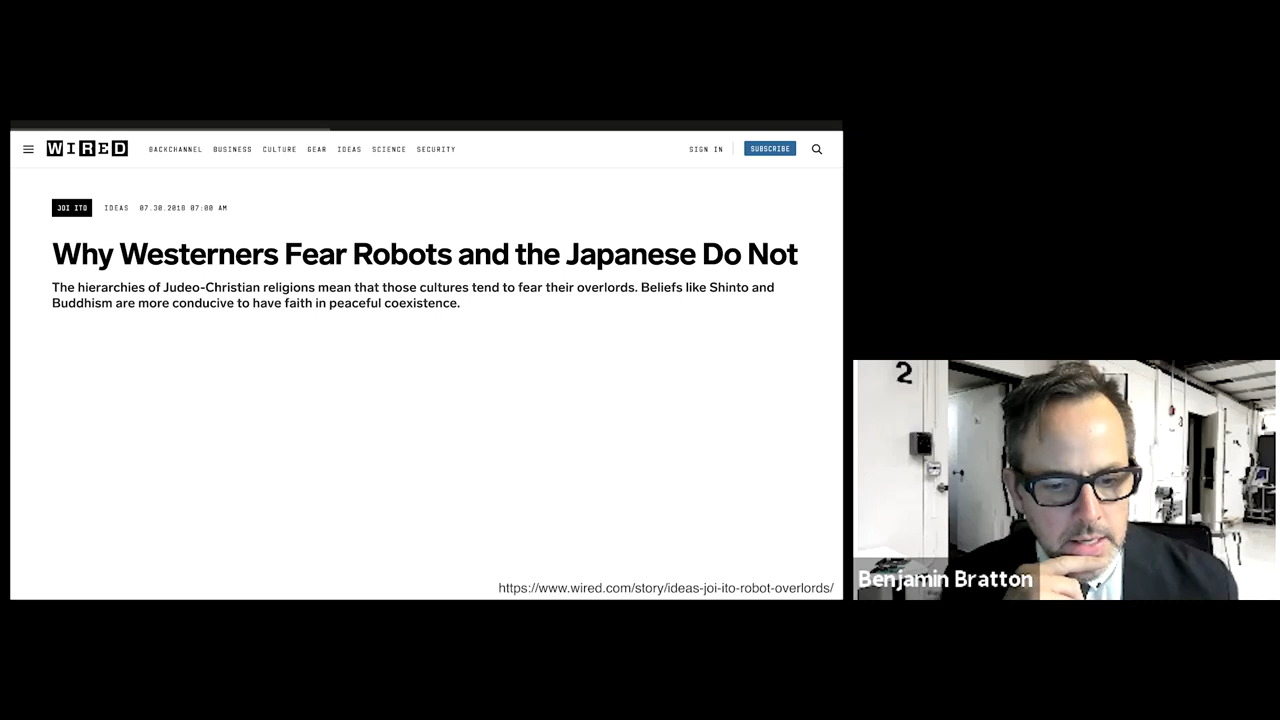 WIRED
BACKCHANNEL BUSINESS CULTURE GEAR IDEAS SCIENCE SECURITY
SIGN IN
SUBSCRIBE
JOI ITO IDEAS 07.30.2018 07:00 AM
Why Westerners Fear Robots and the Japanese Do Not
The hierarchies of Judeo-Christian religions mean that those cultures tend to fear their overlords. Beliefs like Shinto and
Buddhism are more conducive to have faith in peaceful coexistence.
https://www.wired.com/story/ideas-joi-ito-robot-overlords/
2
Benjamin Bratton